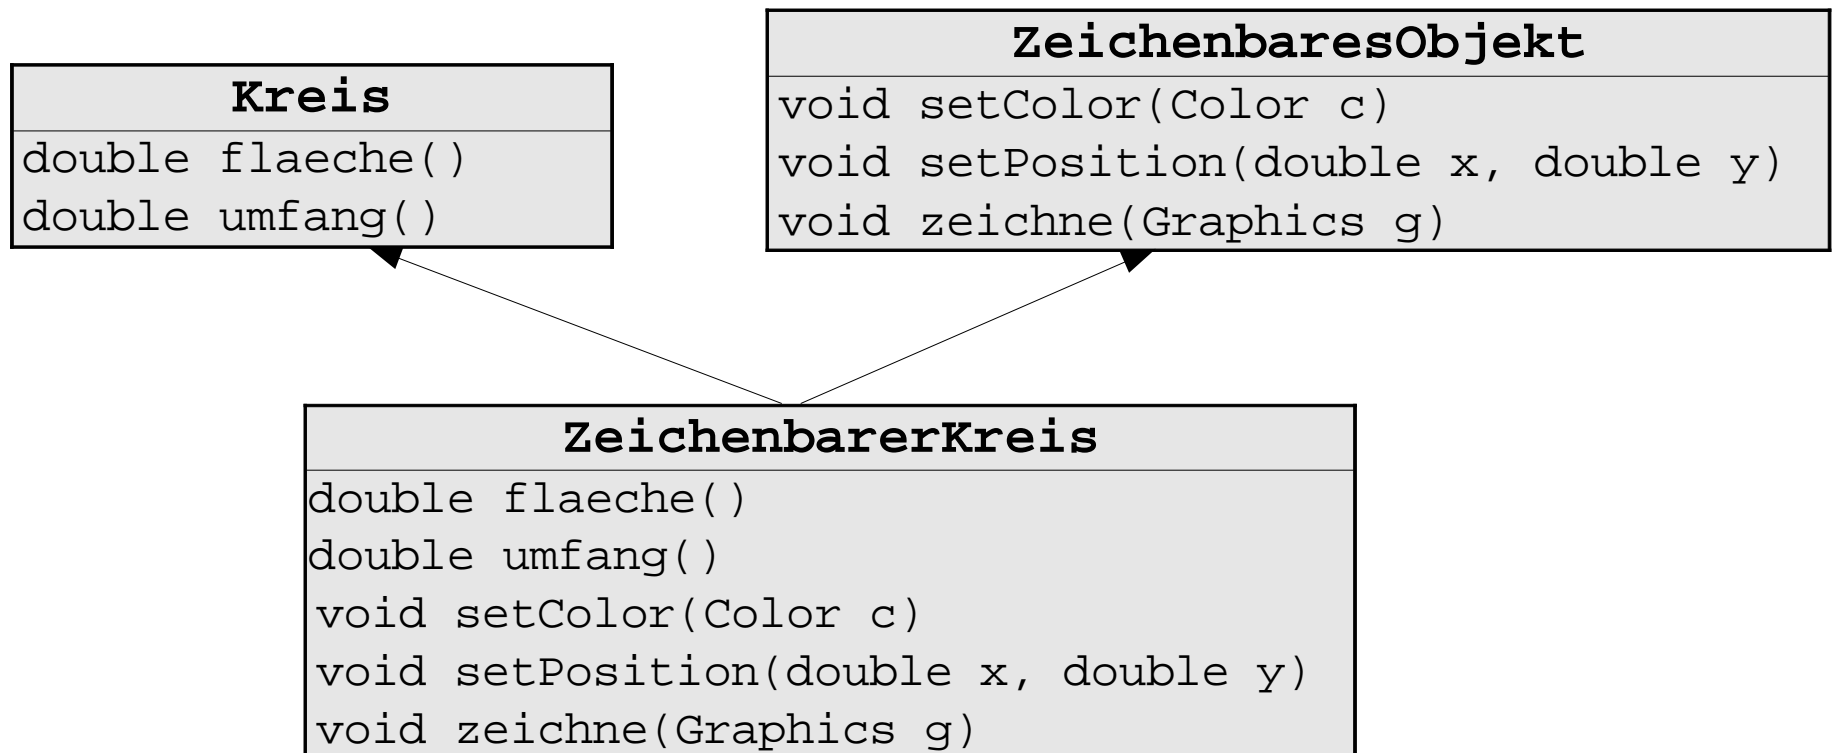 Kreis
double flaeche()
double umfang()
ZeichenbaresObjekt
void setColor(Color c)
void setPosition(double x, double y)
void zeichne(Graphics g)
ZeichenbarerKreis
double flaeche()
double umfang()
void setColor(Color c)
void setPosition(double x, double y)
void zeichne(Graphics g)